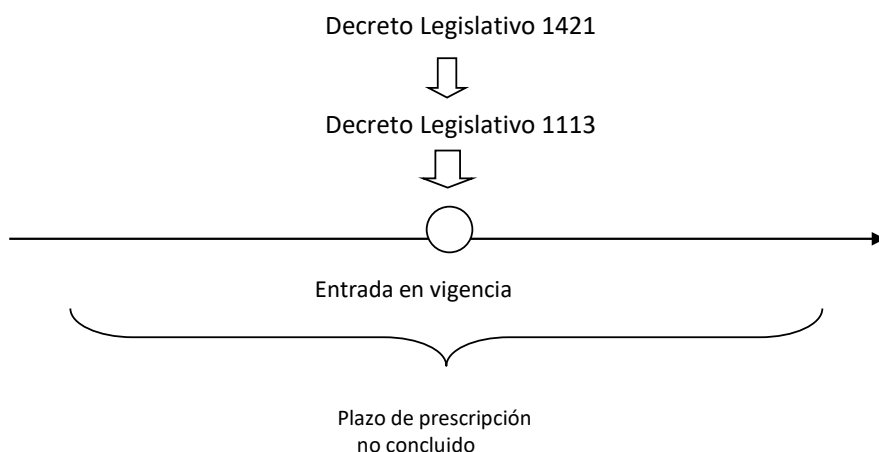 Decreto Legislativo 1421
Decreto Legislativo 1113
Entrada en vigencia
Plazo de prescripción
no concluido